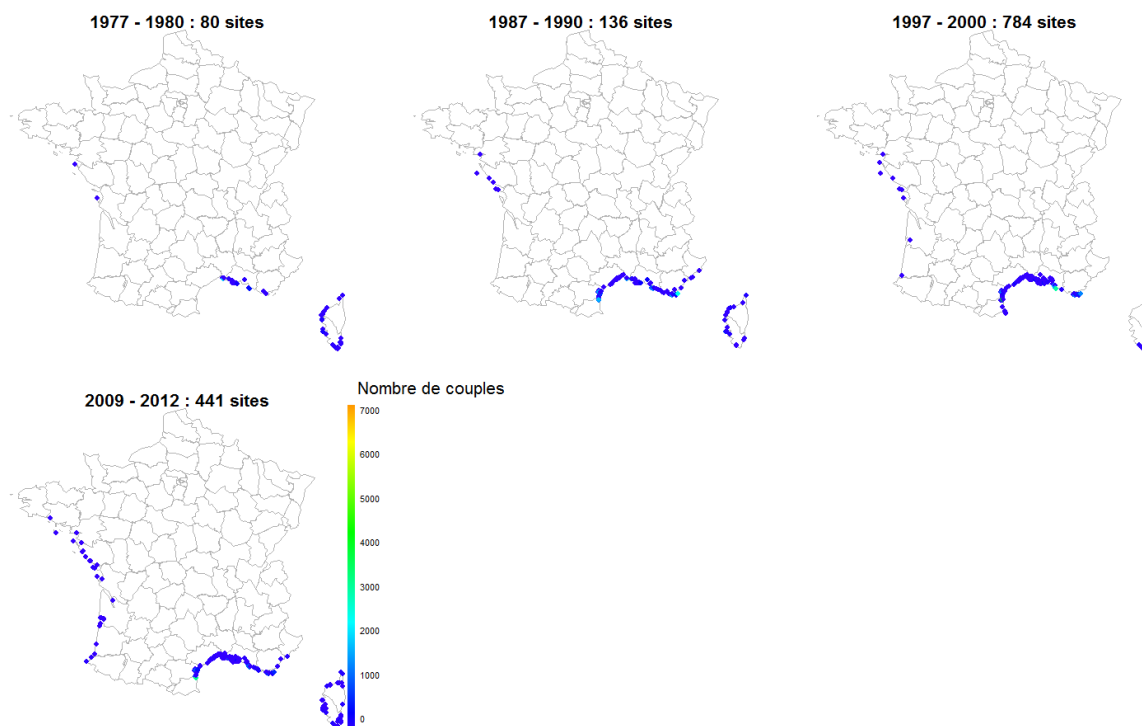 1977 - 1980 : 80 sites
1987 - 1990 : 136 sites
1997 - 2000 : 784 sites
2009 - 2012 : 441 sites
Nombre de couples
7000
6000
5000
4000
3000
2000
1000
0